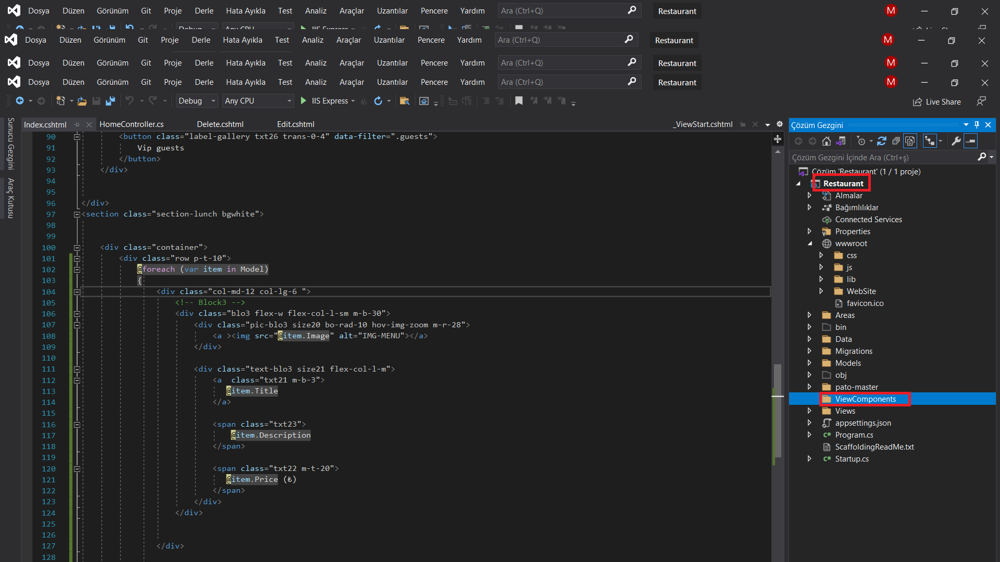 Dosya Düzen Görünüm Git Proje Derle Hata Ayıkla Test Analiz Araçlar Uzantılar Pencere Yardım Ara (Ctrl+Q) Restaurant M
Dosya Düzen Görünüm Git Proje Derle Hata Ayıkla Test Analiz Araçlar Uzantılar Pencere Yardım Ara (Ctrl+Q) Restaurant M
Dosya Düzen Görünüm Git Proje Derle Hata Ayıkla Test Analiz Araçlar Uzantılar Pencere Yardım Ara (Ctrl+Q) Restaurant M
Dosya Düzen Görünüm Git Proje Derle Hata Ayıkla Test Analiz Araçlar Uzantılar Pencere Yardım Ara (Ctrl+Q) Restaurant M
Debug Any CPU IIS Express Live Share
Sunucu Gezgini
Araç Kutusu
Index.cshtml HomeController.cs Delete.cshtml Edit.cshtml _ViewStart.cshtml
90 <button class="label-gallery txt26 trans-0-4" data-filter=".guests">
91 Vip guests
92 </button>
93 </div>
94
95
96 </div>
97 <section class="section-lunch bgwhite">
98
99
100 <div class="container">
101 <div class="row p-t-10">
102 @foreach (var item in Model)
103 {
104 <div class="col-md-12 col-lg-6 ">
105 <!-- Block3 -->
106 <div class="blo3 flex-w flex-col-l-sm m-b-30">
107 <div class="pic-blo3 size20 bo-rad-10 hov-img-zoom m-r-28">
108 <a ><img src="@item.Image" alt="IMG-MENU"></a>
109 </div>
110
111 <div class="text-blo3 size21 flex-col-l-m">
112 <a  class="txt21 m-b-3">
113 @item.Title
114 </a>
115
116 <span class="txt23">
117 @item.Description
118 </span>
119
120 <span class="txt22 m-t-20">
121 @item.Price (₺)
122 </span>
123 </div>
124 </div>
125
126
127 </div>
128
Çözüm Gezgini
Çözüm Gezgini İçinde Ara (Ctrl+ş)
Çözüm 'Restaurant' (1 / 1 proje)
Restaurant
Almalar
Bağımlılıklar
Connected Services
Properties
wwwroot
css
js
lib
WebSite
favicon.ico
Areas
bin
Data
Migrations
Models
obj
pato-master
ViewComponents
Views
appsettings.json
Program.cs
ScaffoldingReadMe.txt
Startup.cs